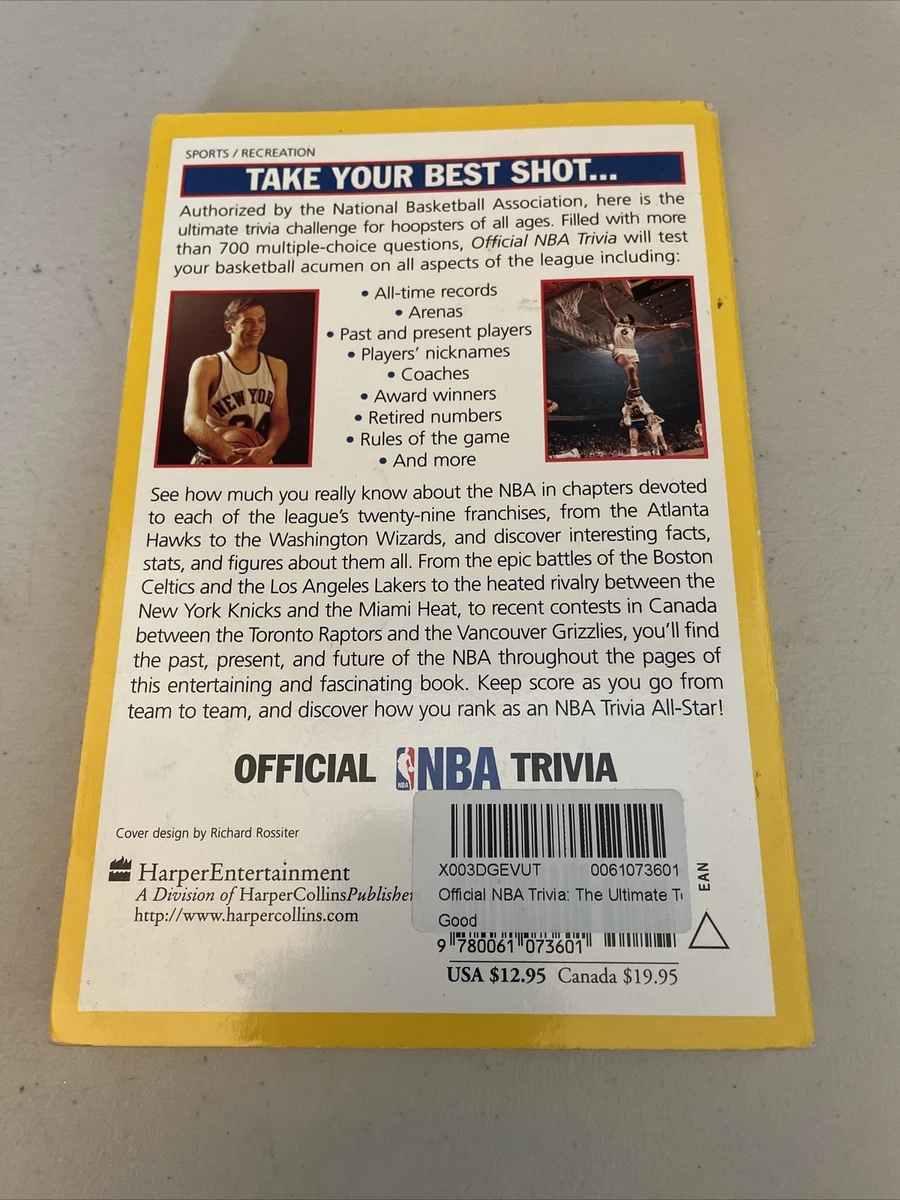 SPORTS / RECREATION
TAKE YOUR BEST SHOT...
Authorized by the National Basketball Association, here is the
ultimate trivia challenge for hoopsters of all ages. Filled with more
than 700 multiple-choice questions, Official NBA Trivia will test
your basketball acumen on all aspects of the league including:
• All-time records
• Arenas
• Past and present players
• Players' nicknames
• Coaches
• Award winners
• Retired numbers
• Rules of the game
• And more
NEW YOR
See how much you really know about the NBA in chapters devoted
to each of the league's twenty-nine franchises, from the Atlanta
Hawks to the Washington Wizards, and discover interesting facts,
stats, and figures about them all. From the epic battles of the Boston
Celtics and the Los Angeles Lakers to the heated rivalry between the
New York Knicks and the Miami Heat, to recent contests in Canada
between the Toronto Raptors and the Vancouver Grizzlies, you'll find
the past, present, and future of the NBA throughout the pages of
this entertaining and fascinating book. Keep score as you go from
team to team, and discover how you rank as an NBA Trivia All-Star!
OFFICIAL NBA TRIVIA
NBA
Cover design by Richard Rossiter
HarperEntertainment
A Division of HarperCollinsPublisher
http://www.harpercollins.com
X003DGEVUT 0061073601
Official NBA Trivia: The Ultimate T
Good
EAN
9 780061 073601
USA $12.95 Canada $19.95